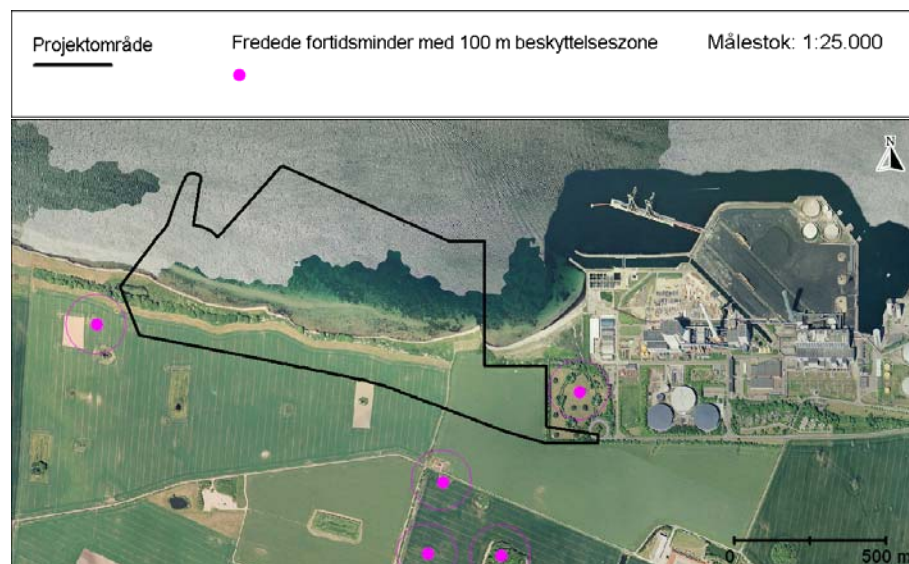 Projektområde
Fredede fortidsminder med 100 m beskyttelseszone
Målestok: 1:25.000
N
0 500 m